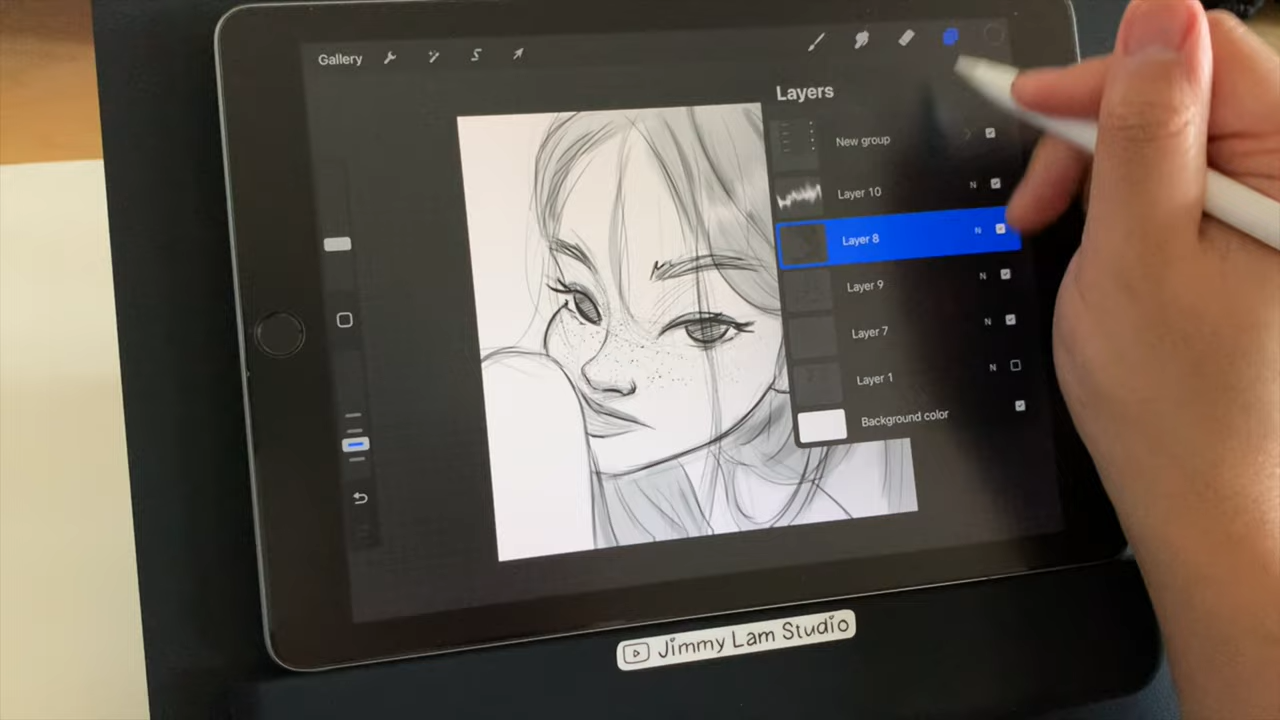 Gallery
Layers
New group
Layer 10 N
Layer 8 N
Layer 9 N
Layer 7 N
Layer 1 N
Background color
Jimmy Lam Studio